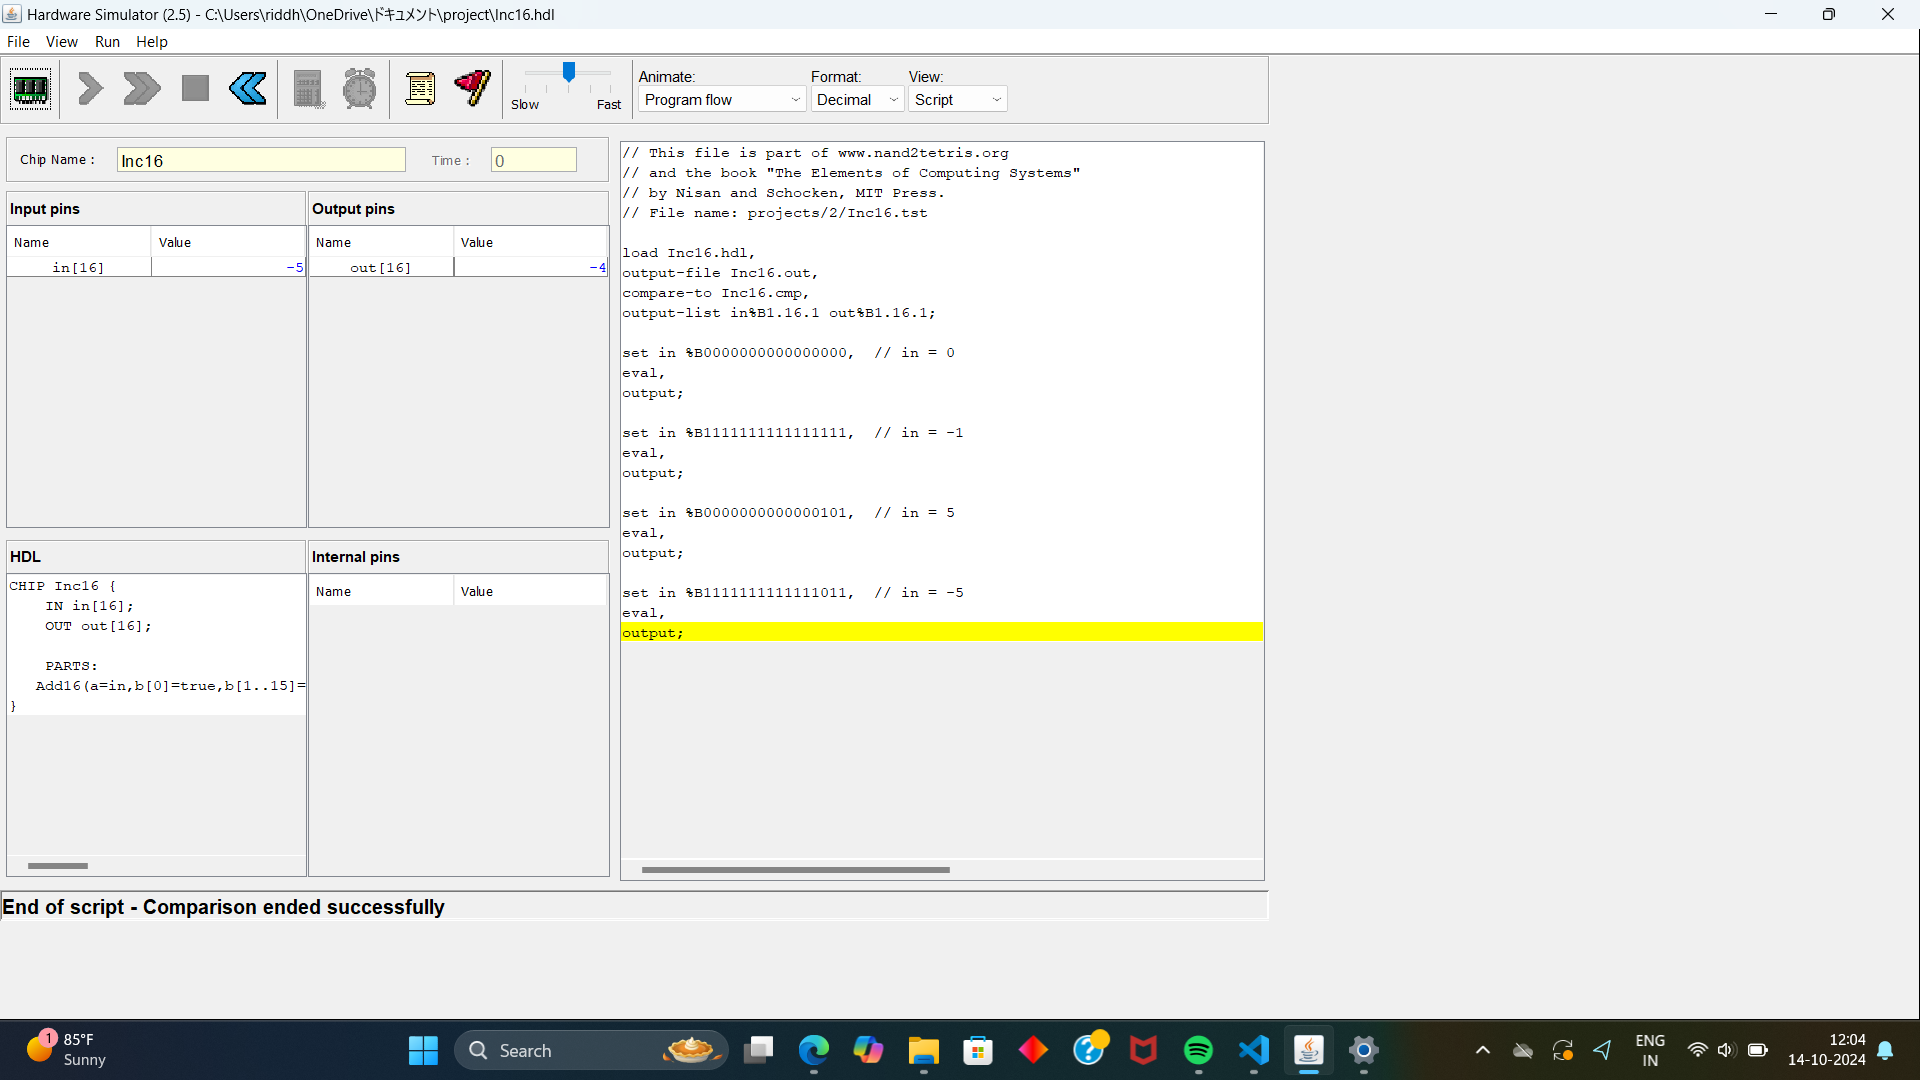 Hardware Simulator (2.5) - C:\Users\riddh\OneDrive\ドキュメント\project\Inc16.hdl
File View Run Help
Slow Fast
Animate: Format: View:
Program flow Decimal Script
Chip Name : Inc16 Time : 0
Input pins
Name Value
in[16] -5
Output pins
Name Value
out[16] -4
HDL
CHIP Inc16 {
IN in[16];
OUT out[16];
PARTS:
Add16(a=in,b[0]=true,b[1..15]=
}
Internal pins
Name Value
// This file is part of www.nand2tetris.org
// and the book "The Elements of Computing Systems"
// by Nisan and Schocken, MIT Press.
// File name: projects/2/Inc16.tst
load Inc16.hdl,
output-file Inc16.out,
compare-to Inc16.cmp,
output-list in%B1.16.1 out%B1.16.1;
set in %B0000000000000000, // in = 0
eval,
output;
set in %B1111111111111111, // in = -1
eval,
output;
set in %B0000000000000101, // in = 5
eval,
output;
set in %B1111111111111011, // in = -5
eval,
output;
End of script - Comparison ended successfully
1
85°F
Sunny
Search
ENG
IN
12:04
14-10-2024